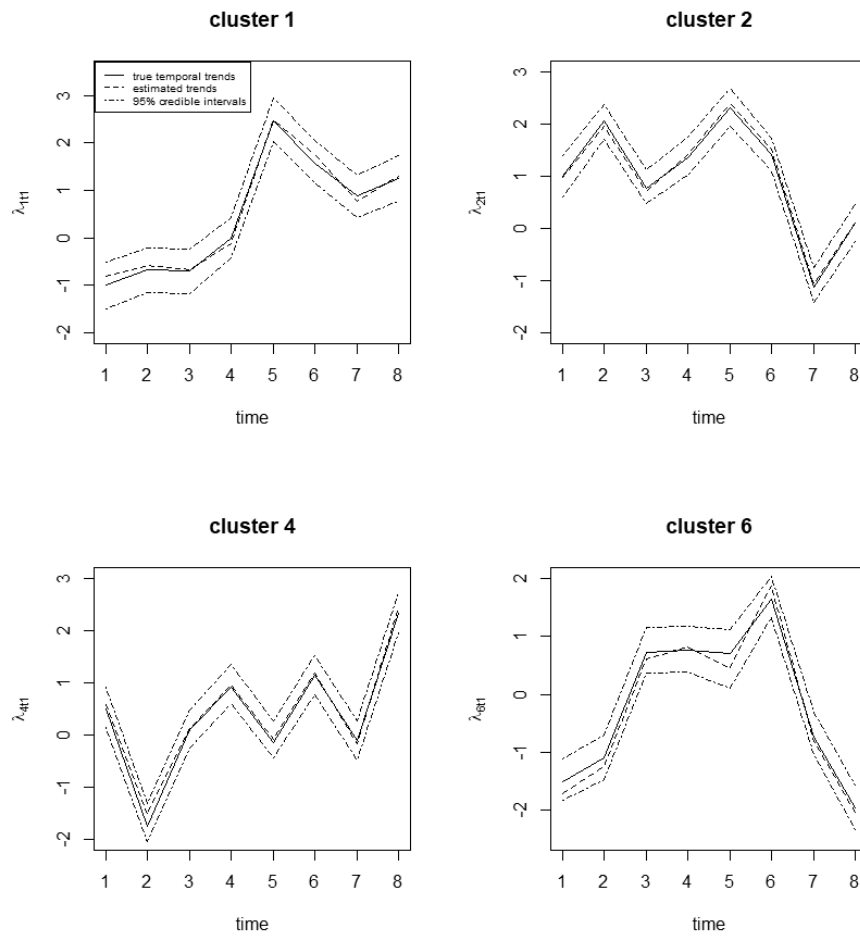 cluster 1
true temporal trends
estimated trends
95% credible intervals
3
2
1
0
-1
-2
λ1t1
1 2 3 4 5 6 7 8
time
cluster 2
3
2
1
0
-1
-2
λ2t1
1 2 3 4 5 6 7 8
time
cluster 4
3
2
1
0
-1
-2
λ4t1
1 2 3 4 5 6 7 8
time
cluster 6
2
1
0
-1
-2
λ6t1
1 2 3 4 5 6 7 8
time